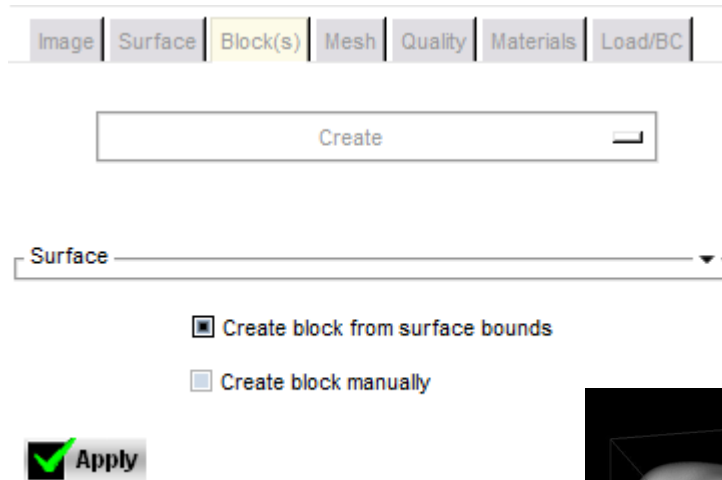 Image Surface Block(s) Mesh Quality Materials Load/BC
Create
Surface
Create block from surface bounds
Create block manually
Apply